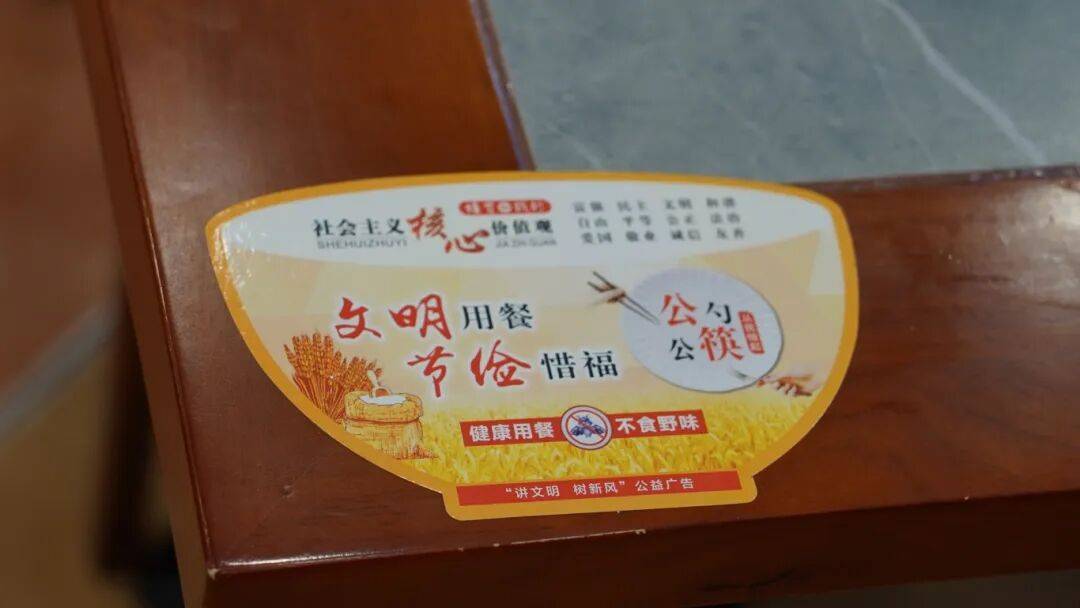 社会主义核心价值观
SHEHUIZHUYI JIAZHIGUAN
富强 民主 文明 和谐
自由 平等 公正 法治
爱国 敬业 诚信 友善
文明用餐
节俭惜福
公勺
公筷
健康用餐 不食野味
“讲文明 树新风”公益广告